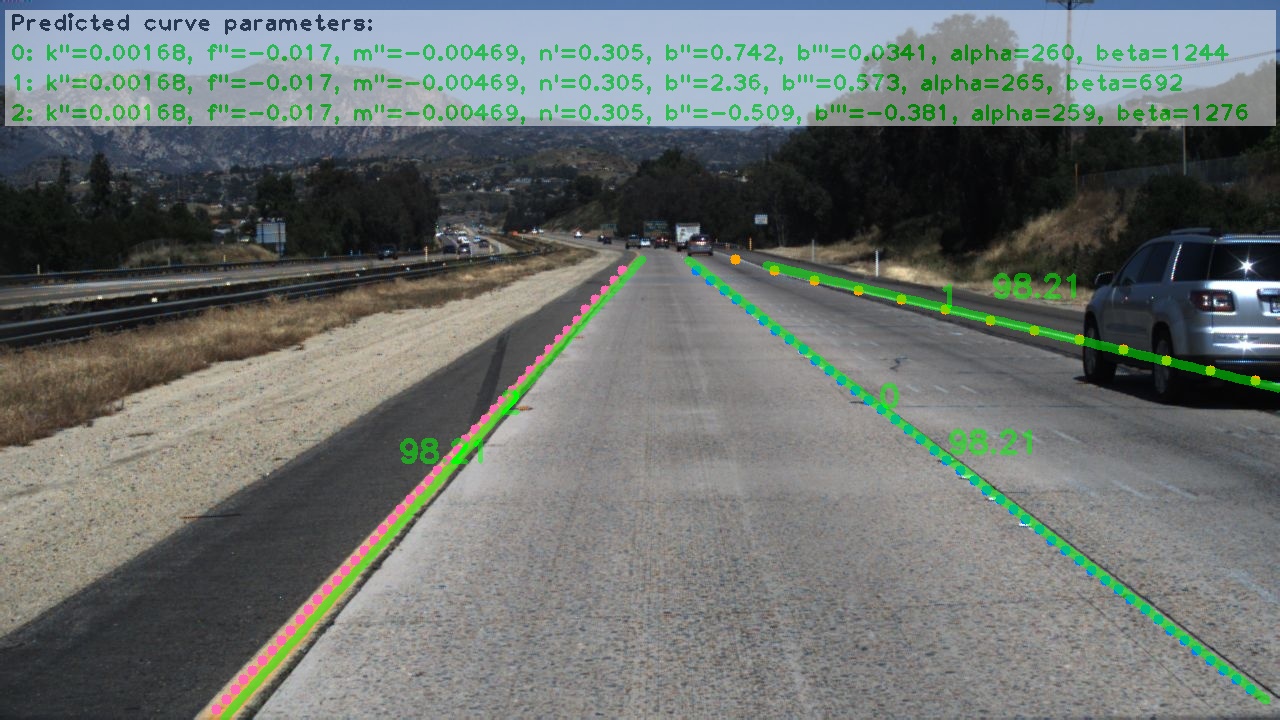 Predicted curve parameters:
0: k''=0.00168, f''=−0.017, m''=−0.00469, n'=0.305, b''=0.742, b'''=0.0341, alpha=260, beta=1244
1: k''=0.00168, f''=−0.017, m''=−0.00469, n'=0.305, b''=2.36, b'''=0.573, alpha=265, beta=692
2: k''=0.00168, f''=−0.017, m''=−0.00469, n'=0.305, b''=−0.509, b'''=−0.381, alpha=259, beta=1276
1 98.21
0
98.21
98.21